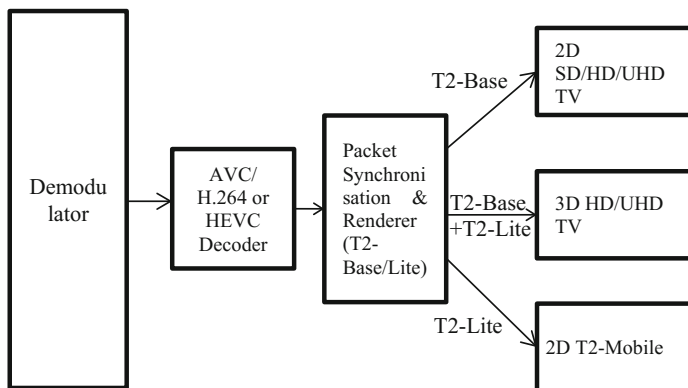 Demodu
lator
AVC/
H.264 or
HEVC
Decoder
Packet
Synchroni
sation &
Renderer
(T2-
Base/Lite)
T2-Base
2D
SD/HD/UHD
TV
T2-Base
+T2-Lite
3D HD/UHD
TV
T2-Lite
2D T2-Mobile